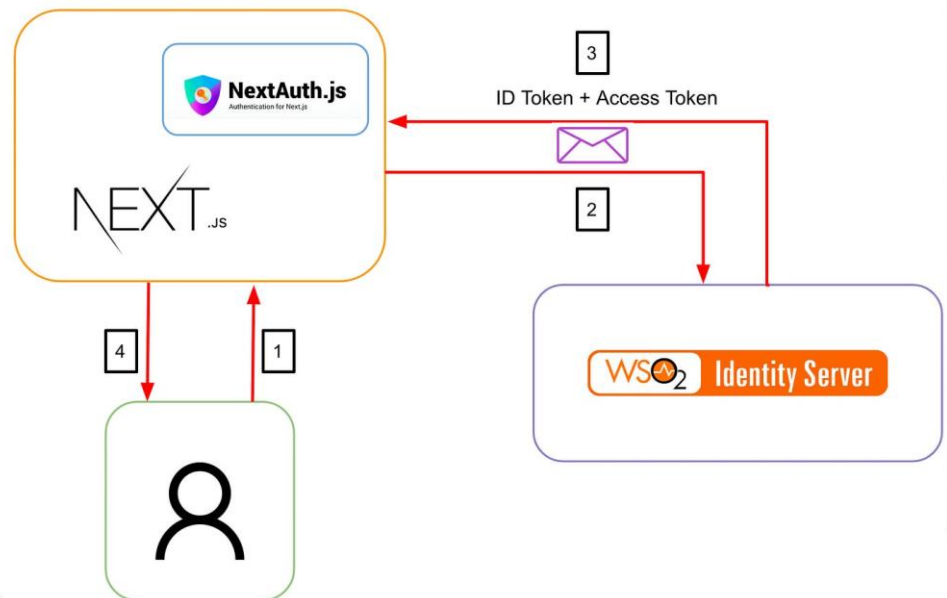 NextAuth.js
Authentication for Next.js
NEXT.JS
3
ID Token + Access Token
2
4
1
WSO2 Identity Server